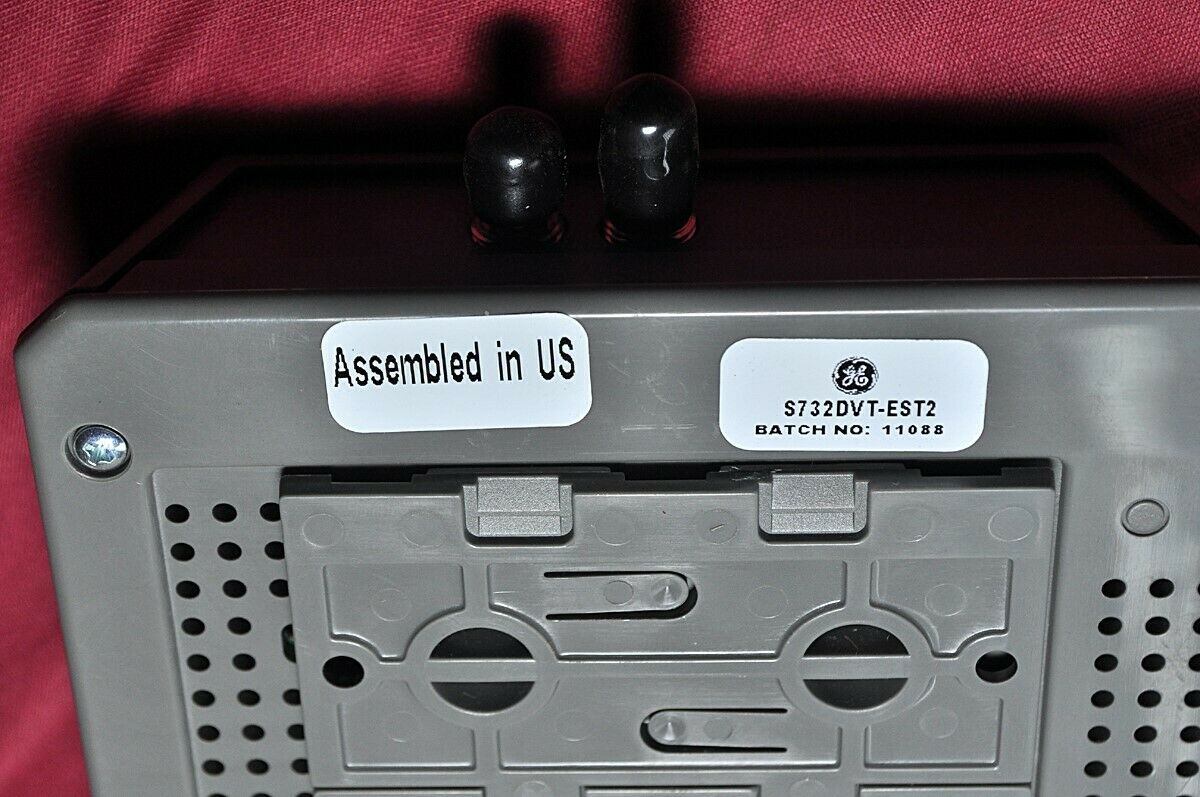 Assembled in US
GE
S732DVT-EST2
BATCH NO: 11088